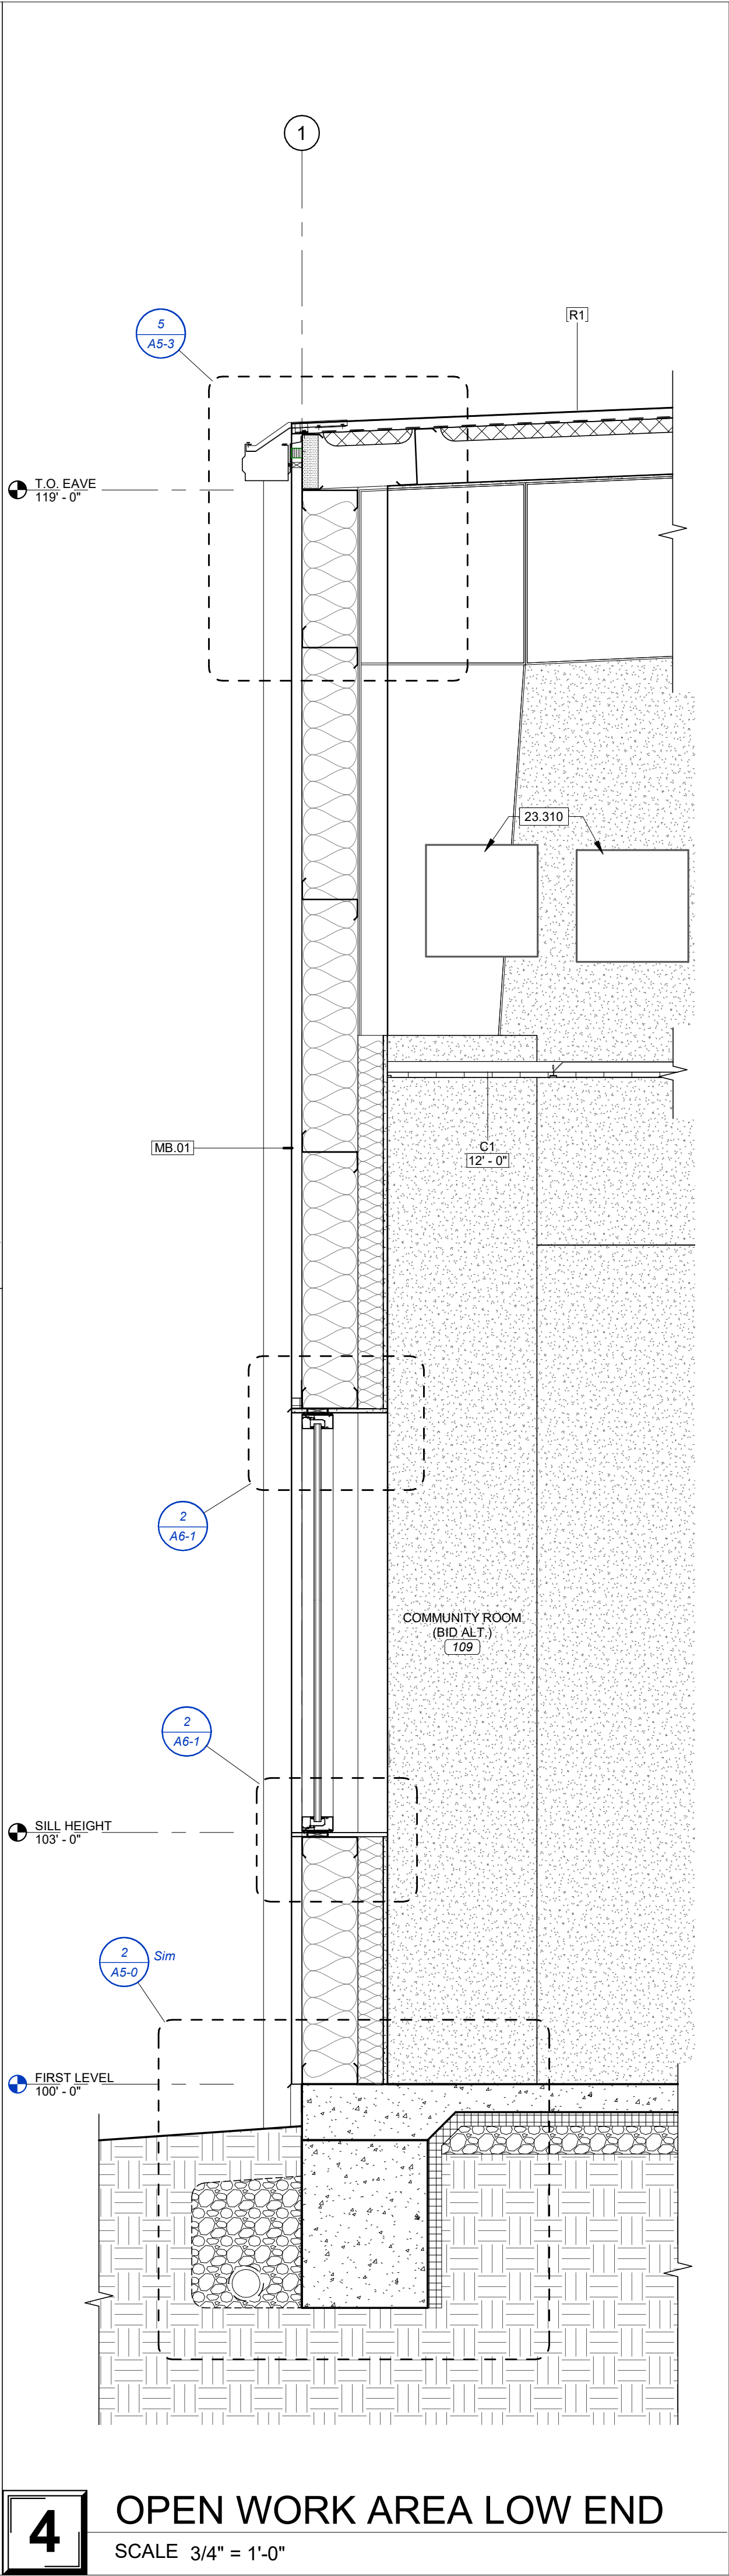 1
R1
5
A5-3
T.O. EAVE
119' - 0"
23.310
MB.01
C1
12' - 0"
2
A6-1
COMMUNITY ROOM
(BID ALT.)
109
2
A6-1
SILL HEIGHT
103' - 0"
2
A5-0
Sim
FIRST LEVEL
100' - 0"
4
OPEN WORK AREA LOW END
SCALE 3/4" = 1'-0"